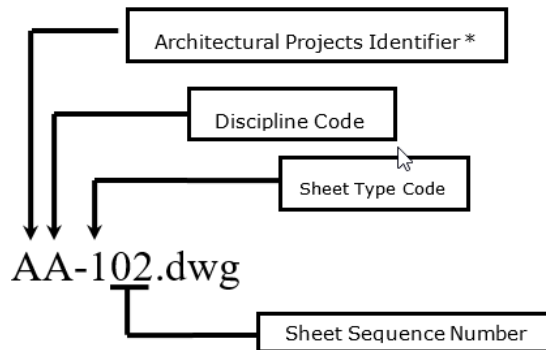 Architectural Projects Identifier *
Discipline Code
Sheet Type Code
AA-102.dwg
Sheet Sequence Number